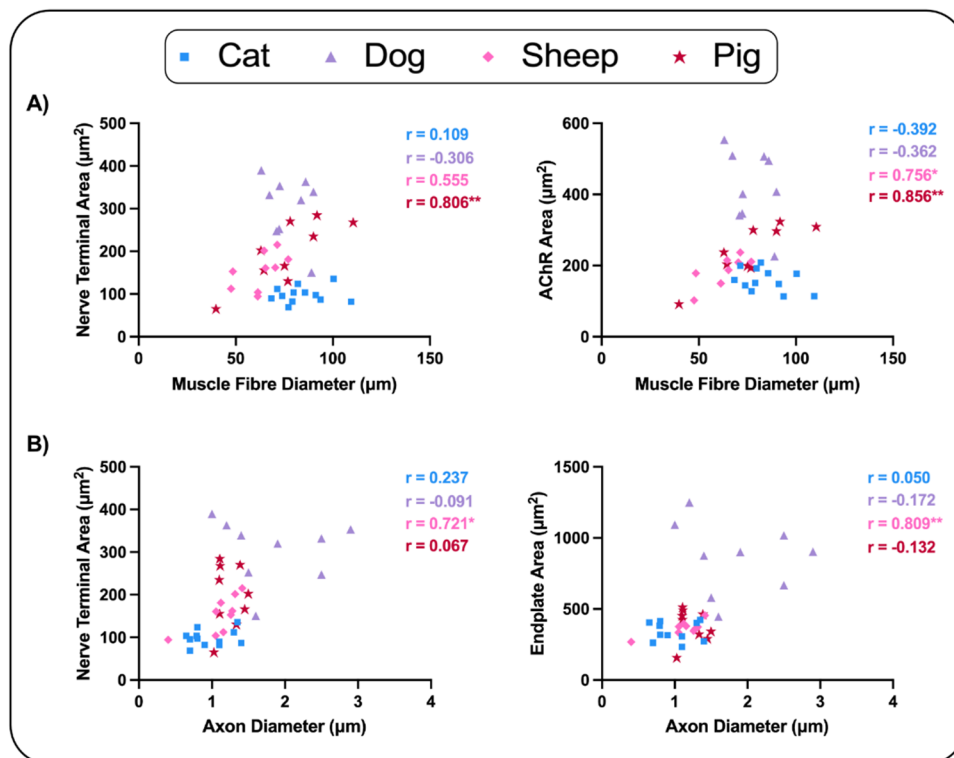 Cat Dog Sheep Pig
A)
Nerve Terminal Area (µm²)
500
400
300
200
100
0
0 50 100 150
Muscle Fibre Diameter (µm)
r = 0.109
r = -0.306
r = 0.555
r = 0.806**
AChR Area (µm²)
600
400
200
0
0 50 100 150
Muscle Fibre Diameter (µm)
r = -0.392
r = -0.362
r = 0.756*
r = 0.856**
B)
Nerve Terminal Area (µm²)
500
400
300
200
100
0
0 1 2 3 4
Axon Diameter (µm)
r = 0.237
r = -0.091
r = 0.721*
r = 0.067
Endplate Area (µm²)
1500
1000
500
0
0 1 2 3 4
Axon Diameter (µm)
r = 0.050
r = -0.172
r = 0.809**
r = -0.132